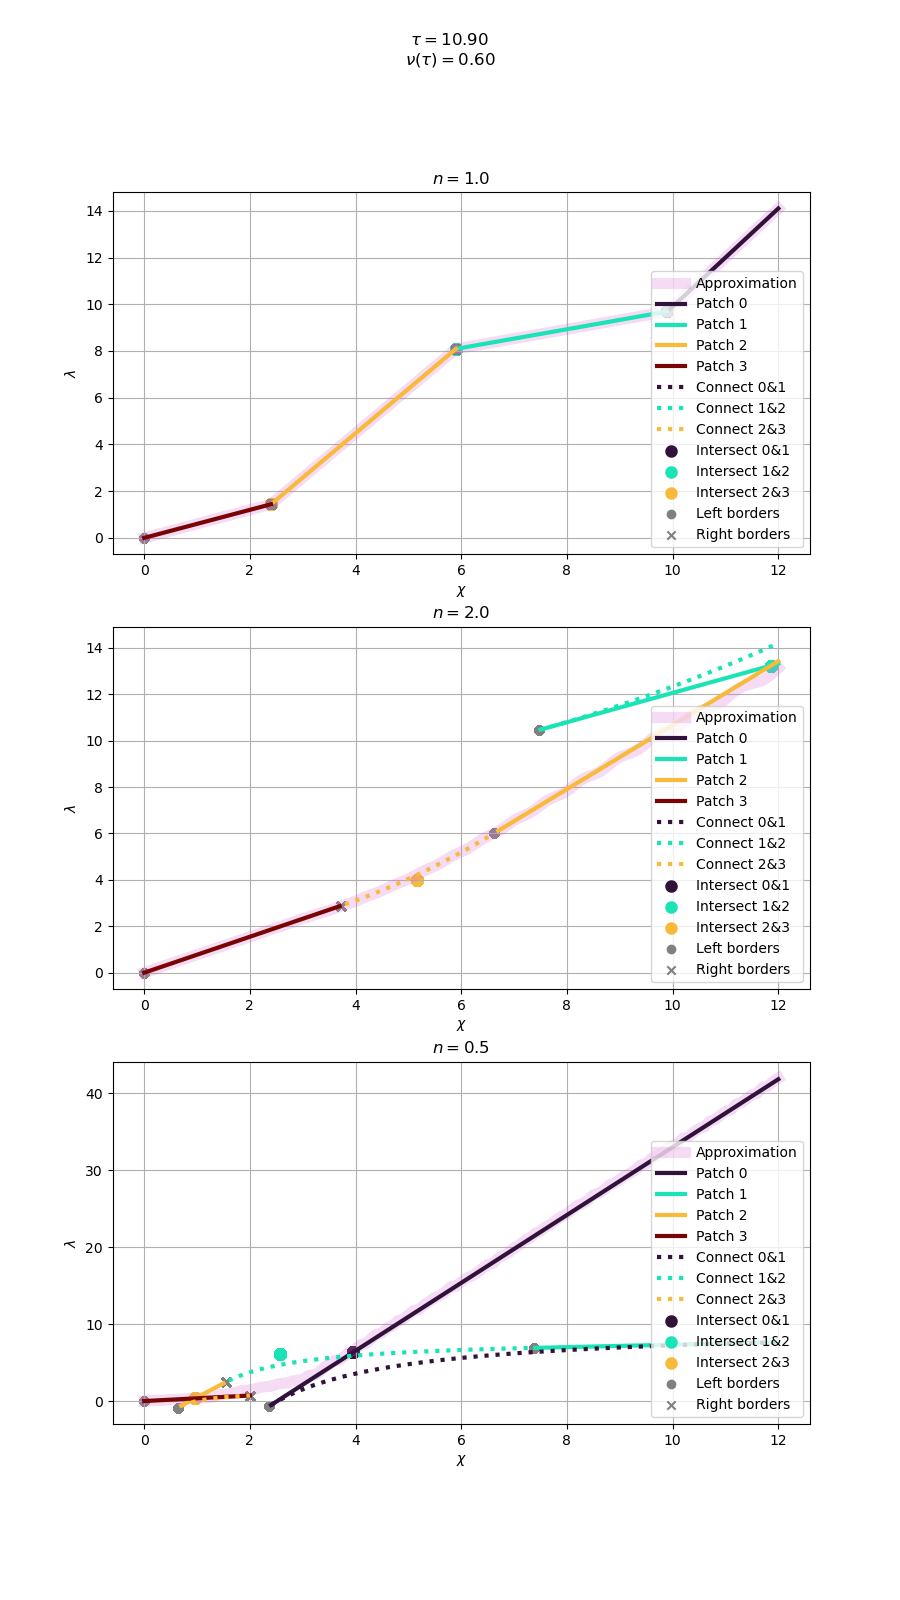 τ = 10.90
ν(τ) = 0.60
n = 1.0
14
12
10
8
6
4
2
0
λ
0 2 4 6 8 10 12
χ
Approximation
Patch 0
Patch 1
Patch 2
Patch 3
Connect 0&1
Connect 1&2
Connect 2&3
Intersect 0&1
Intersect 1&2
Intersect 2&3
Left borders
Right borders
n = 2.0
14
12
10
8
6
4
2
0
λ
0 2 4 6 8 10 12
χ
Approximation
Patch 0
Patch 1
Patch 2
Patch 3
Connect 0&1
Connect 1&2
Connect 2&3
Intersect 0&1
Intersect 1&2
Intersect 2&3
Left borders
Right borders
n = 0.5
40
30
20
10
0
λ
0 2 4 6 8 10 12
χ
Approximation
Patch 0
Patch 1
Patch 2
Patch 3
Connect 0&1
Connect 1&2
Connect 2&3
Intersect 0&1
Intersect 1&2
Intersect 2&3
Left borders
Right borders